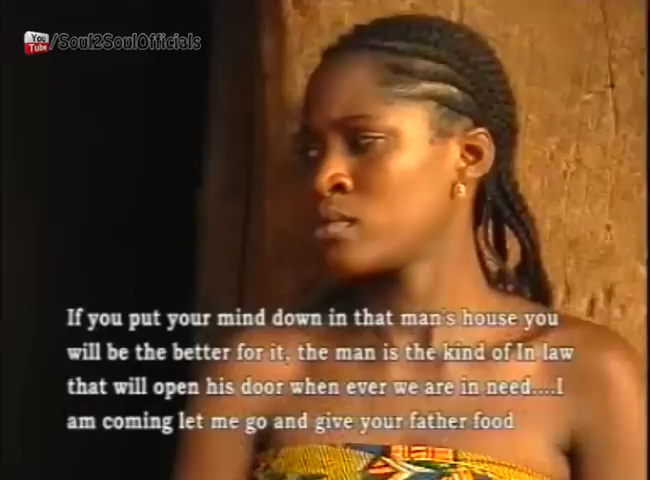 You Tube /Soul2SoulOfficials
If you put your mind down in that man's house you
will be the better for it, the man is the kind of In law
that will open his door when ever we are in need....I
am coming let me go and give your father food